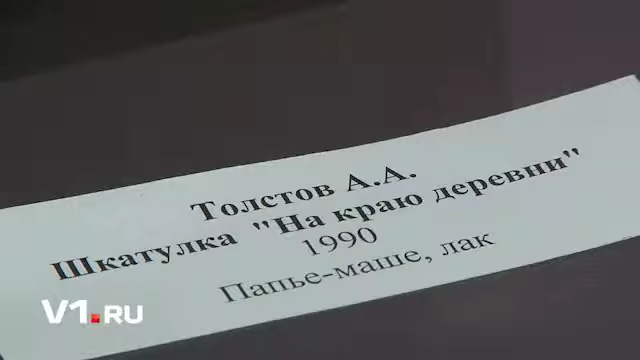 Толстов А.А.
Шкатулка "На краю деревни"
1990
Папье-маше, лак
V1.RU